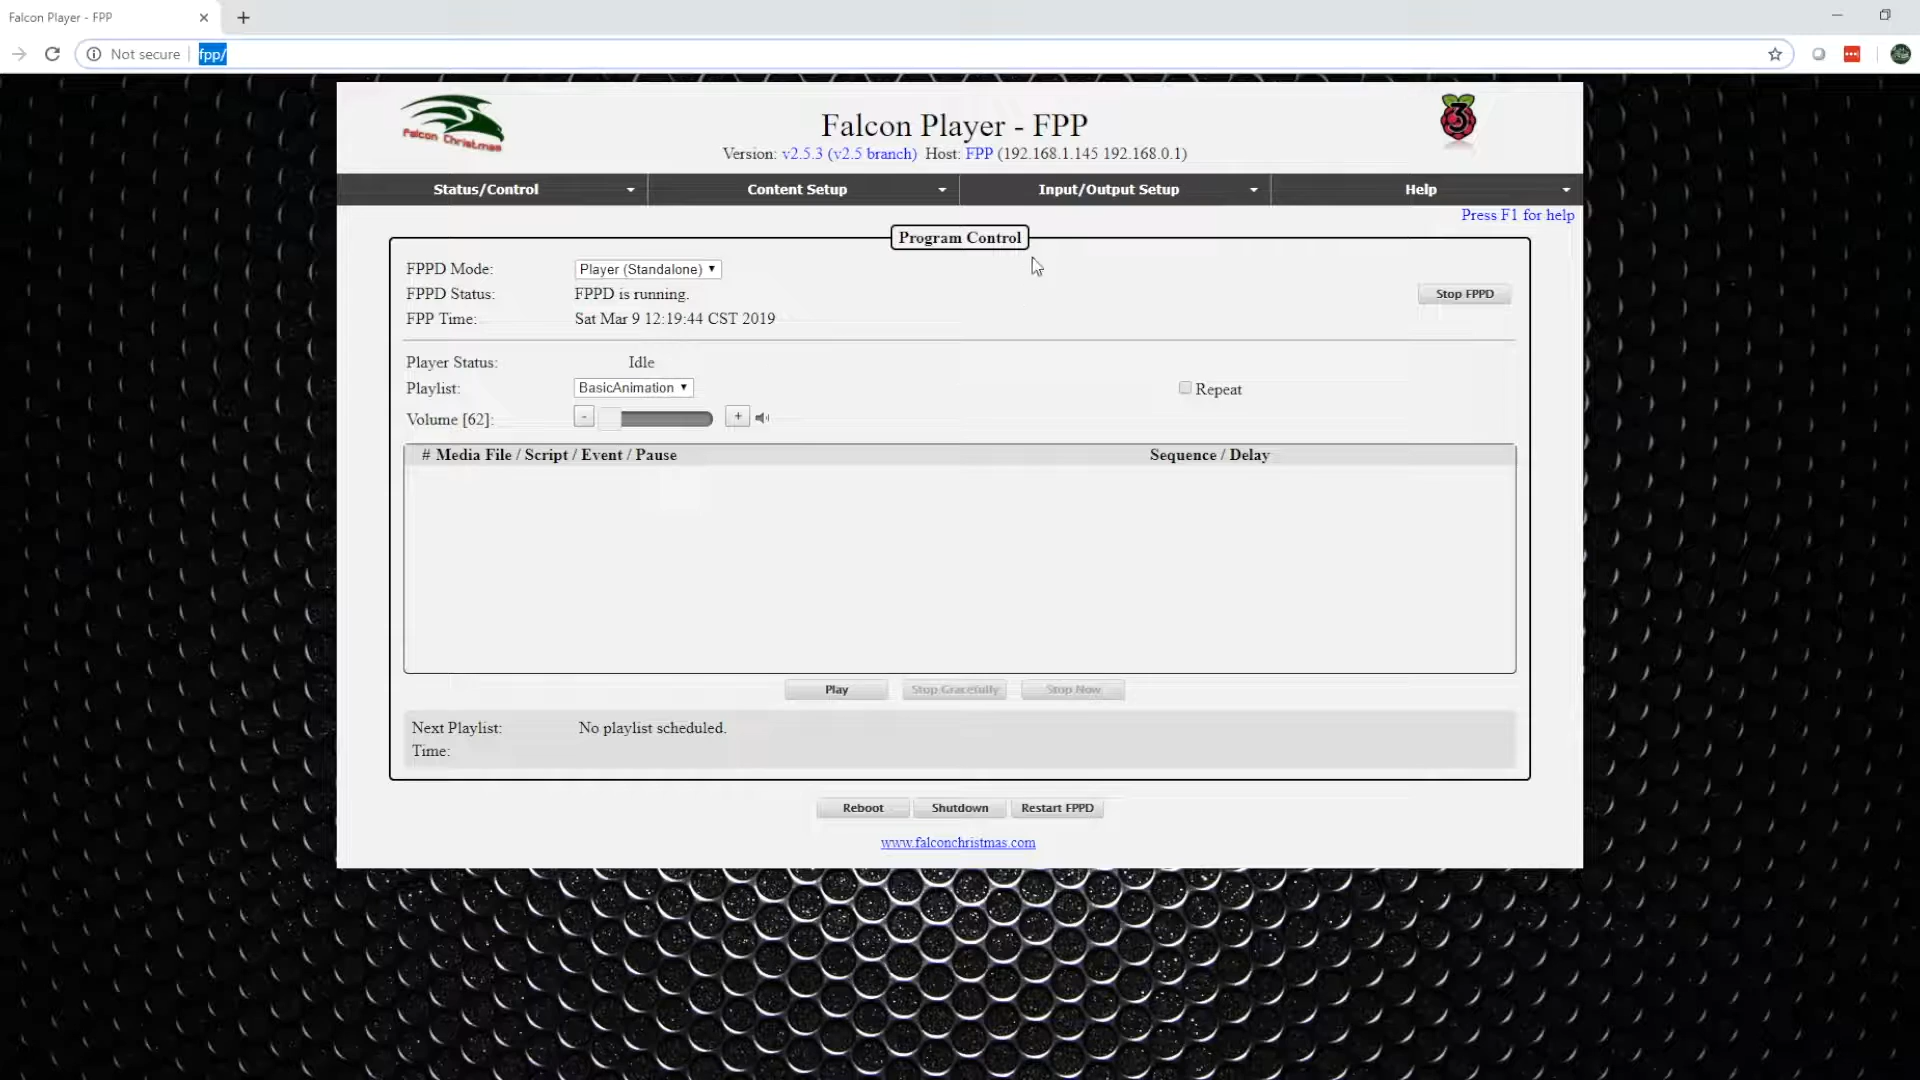 Falcon Player - FPP
Not secure
fpp/
Falcon Christmas
Falcon Player - FPP
3
Version: v2.5.3 (v2.5 branch) Host: FPP (192.168.1.145 192.168.0.1)
Status/Control
Content Setup
Input/Output Setup
Help
Press F1 for help
Program Control
FPPD Mode: Player (Standalone)
FPPD Status: FPPD is running.
Stop FPPD
FPP Time: Sat Mar 9 12:19:44 CST 2019
Player Status: Idle
Playlist: BasicAnimation
Repeat
Volume [62]: - +
# Media File / Script / Event / Pause Sequence / Delay
Play Stop Gracefully Stop Now
Next Playlist: No playlist scheduled.
Time:
Reboot Shutdown Restart FPPD
www.falconchristmas.com